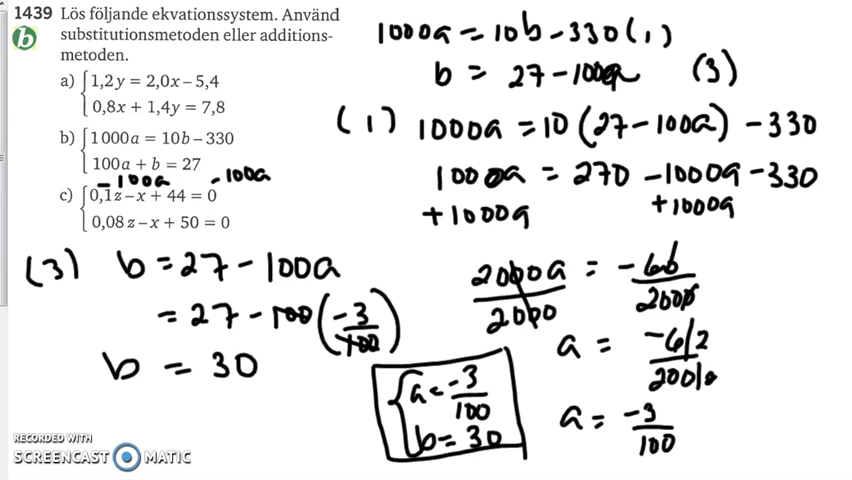 1439 Lös följande ekvationssystem. Använd
substitutionsmetoden eller additions-
metoden.
b
a) { 1,2y = 2,0x − 5,4
0,8x + 1,4y = 7,8
b) { 1000a = 10b − 330
100a + b = 27
−100a −100a
c) { 0,1z − x + 44 = 0
0,08z − x + 50 = 0
1000a = 10b − 330 (1)
b = 27 − 100a (3)
(1) 1000a = 10(27 − 100a) − 330
1000a = 270 − 1000a − 330
+1000a +1000a
2000a/2000 = −60/2000
a = −6/2 / 200/2
a = −3/100
(3) b = 27 − 100a
= 27 − 100(−3/100)
b = 30
{ a = −3/100
b = 30
RECORDED WITH
SCREENCAST MATIC